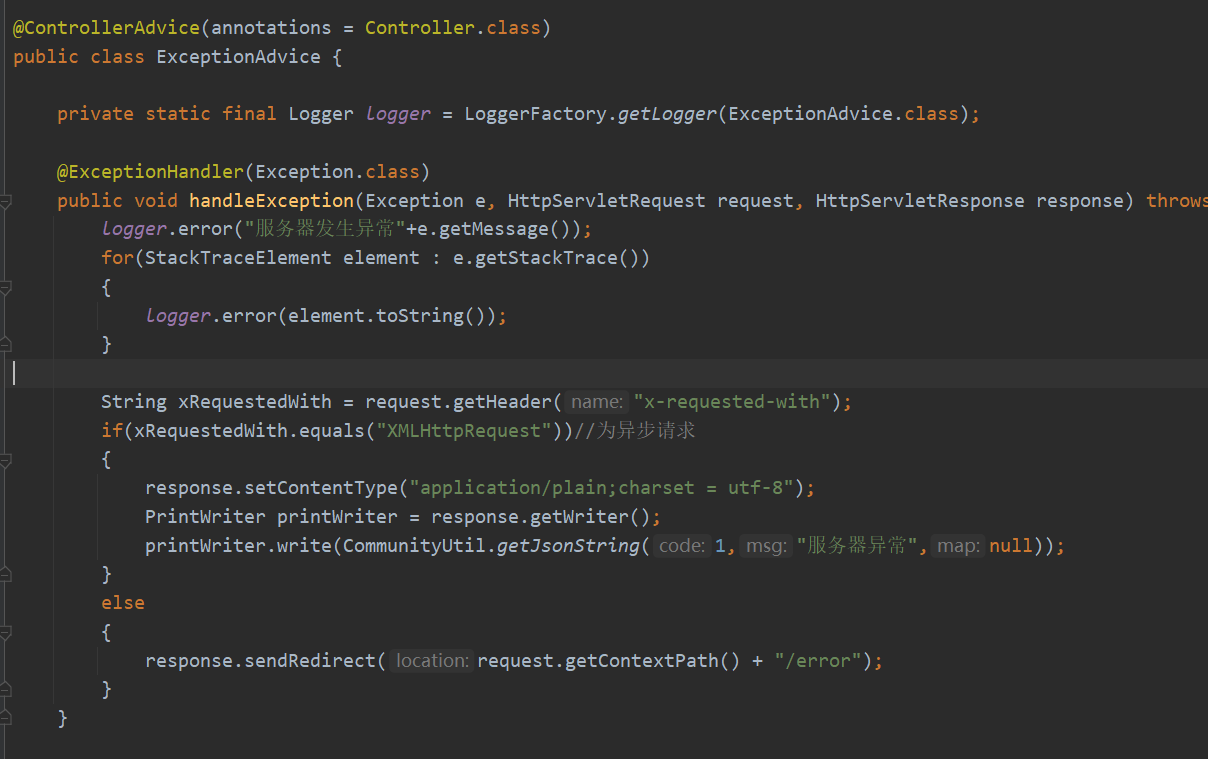 @ControllerAdvice(annotations = Controller.class)
public class ExceptionAdvice {
private static final Logger logger = LoggerFactory.getLogger(ExceptionAdvice.class);
@ExceptionHandler(Exception.class)
public void handleException(Exception e, HttpServletRequest request, HttpServletResponse response) throws
logger.error("服务器发生异常"+e.getMessage());
for(StackTraceElement element : e.getStackTrace())
{
logger.error(element.toString());
}
String xRequestedWith = request.getHeader( name: "x-requested-with");
if(xRequestedWith.equals("XMLHttpRequest"))//为异步请求
{
response.setContentType("application/plain;charset = utf-8");
PrintWriter printWriter = response.getWriter();
printWriter.write(CommunityUtil.getJsonString( code: 1, msg: "服务器异常", map: null));
}
else
{
response.sendRedirect( location: request.getContextPath() + "/error");
}
}